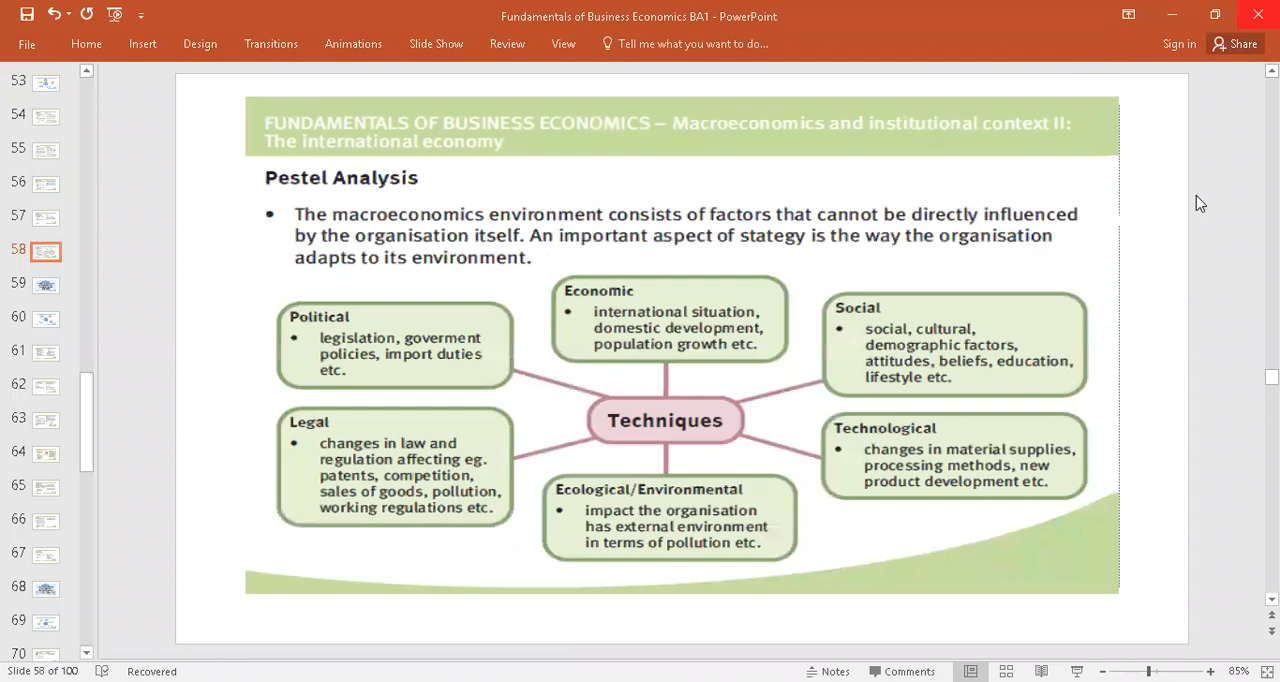 Fundamentals of Business Economics BA1 - PowerPoint
File Home Insert Design Transitions Animations Slide Show Review View Tell me what you want to do... Sign in Share
53
54
55
56
57
58
59
60
61
62
63
64
65
66
67
68
69
70
FUNDAMENTALS OF BUSINESS ECONOMICS – Macroeconomics and institutional context II:
The international economy
Pestel Analysis
• The macroeconomics environment consists of factors that cannot be directly influenced
by the organisation itself. An important aspect of stategy is the way the organisation
adapts to its environment.
Political
• legislation, goverment
policies, import duties
etc.
Economic
• international situation,
domestic development,
population growth etc.
Social
• social, cultural,
demographic factors,
attitudes, beliefs, education,
lifestyle etc.
Techniques
Legal
• changes in law and
regulation affecting eg.
patents, competition,
sales of goods, pollution,
working regulations etc.
Ecological/Environmental
• impact the organisation
has external environment
in terms of pollution etc.
Technological
• changes in material supplies,
processing methods, new
product development etc.
Slide 58 of 100 Recovered Notes Comments 85%